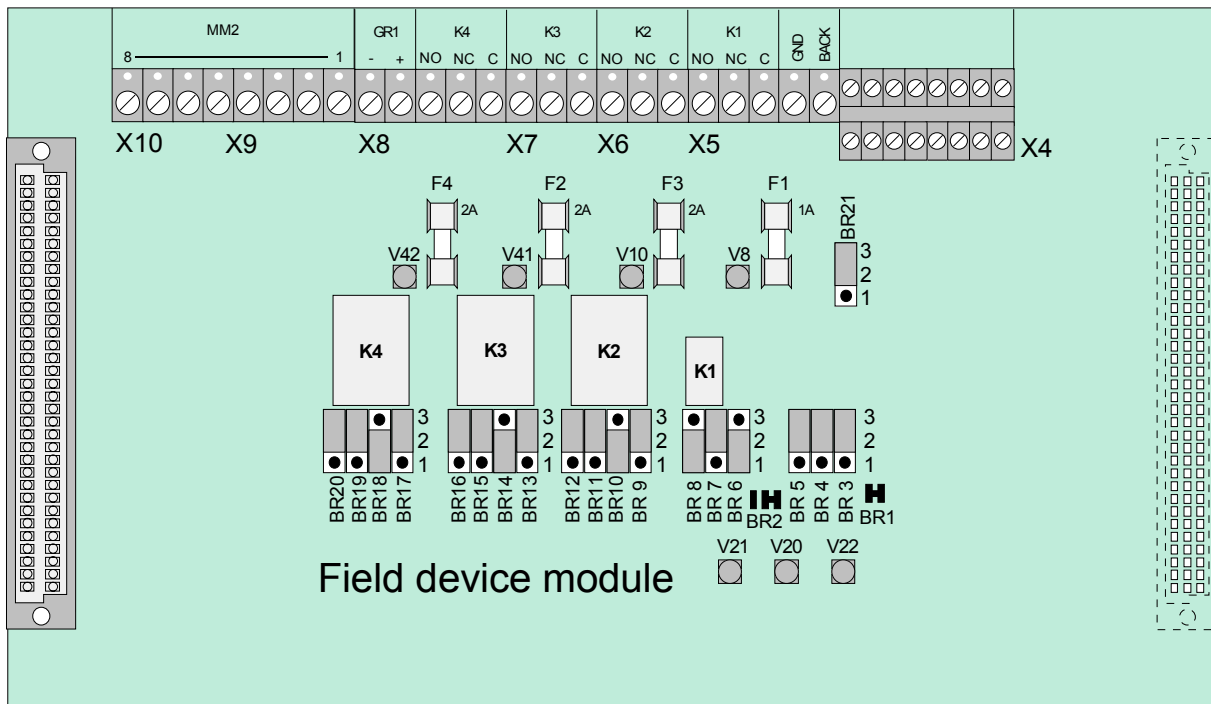 MM2 GR1 K4 K3 K2 K1 GND BACK
8 1 - + NO NC C NO NC C NO NC C NO NC C
X10 X9 X8 X7 X6 X5 X4
F4 F2 F3 F1
2A 2A 2A 1A
BR21
V42 V41 V10 V8 3
2
1
K4 K3 K2 K1
3 3 3 3 3
2 2 2 2 2
1 1 1 1 1
BR20 BR19 BR18 BR17 BR16 BR15 BR14 BR13 BR12 BR11 BR10 BR 9 BR 8 BR 7 BR 6 BR2 BR 5 BR 4 BR 3 BR1
V21 V20 V22
Field device module